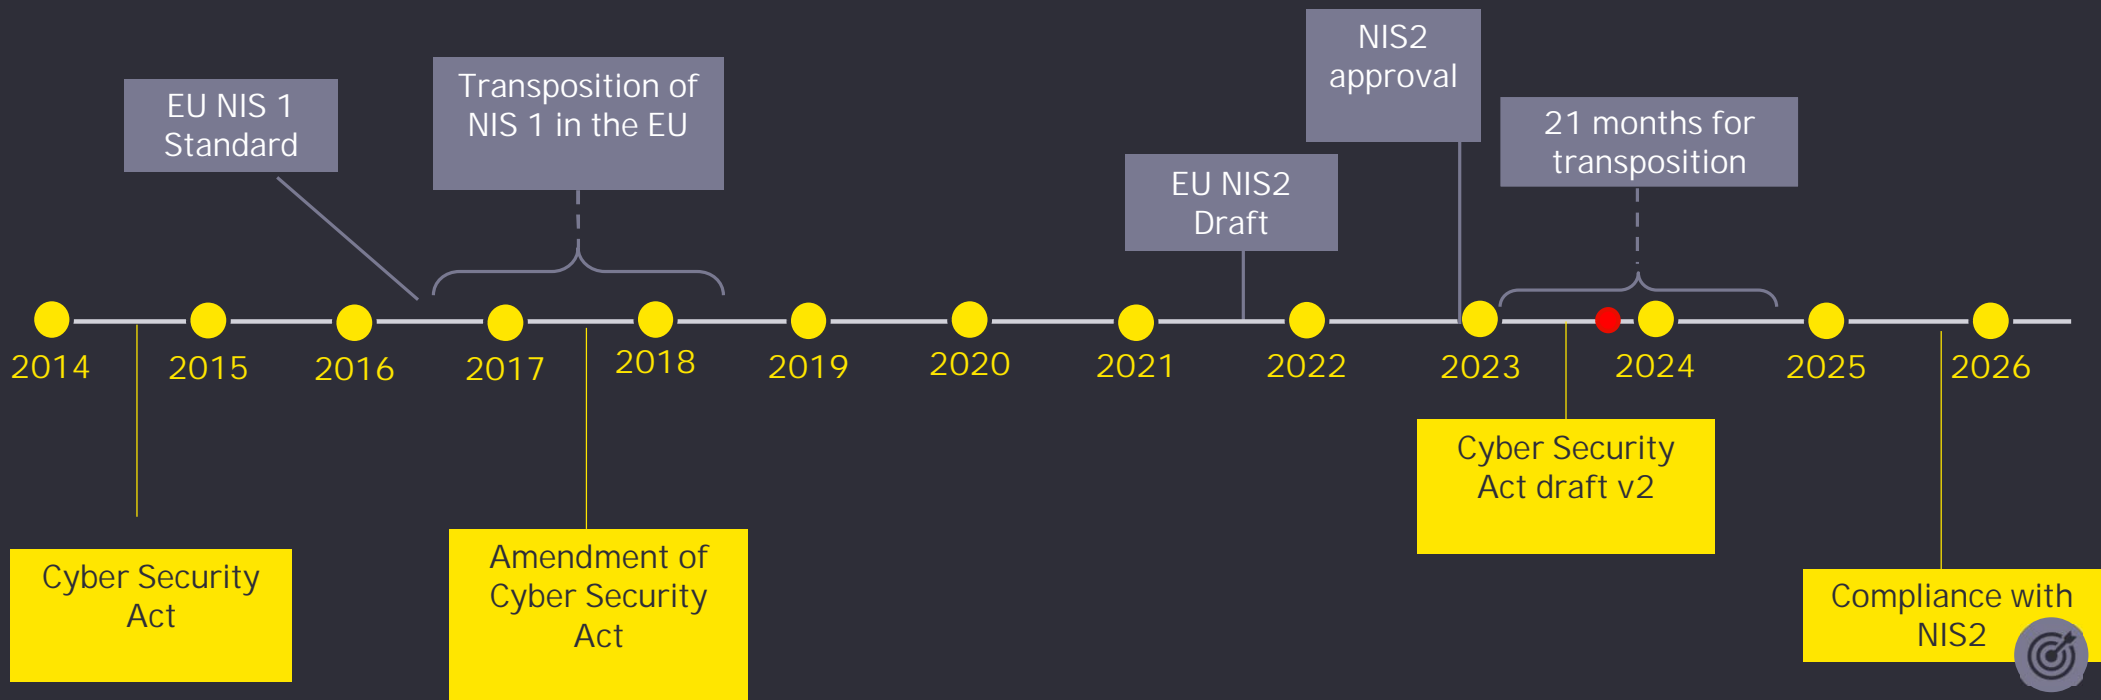 NIS2
approval
EU NIS 1
Standard
Transposition of
NIS 1 in the EU
21 months for
transposition
EU NIS2
Draft
2014
2015
2016
2017
2018
2019
2020
2021
2022
2023
2024
2025
2026
Cyber Security
Act
Amendment of
Cyber Security
Act
Cyber Security
Act draft v2
Compliance with
NIS2